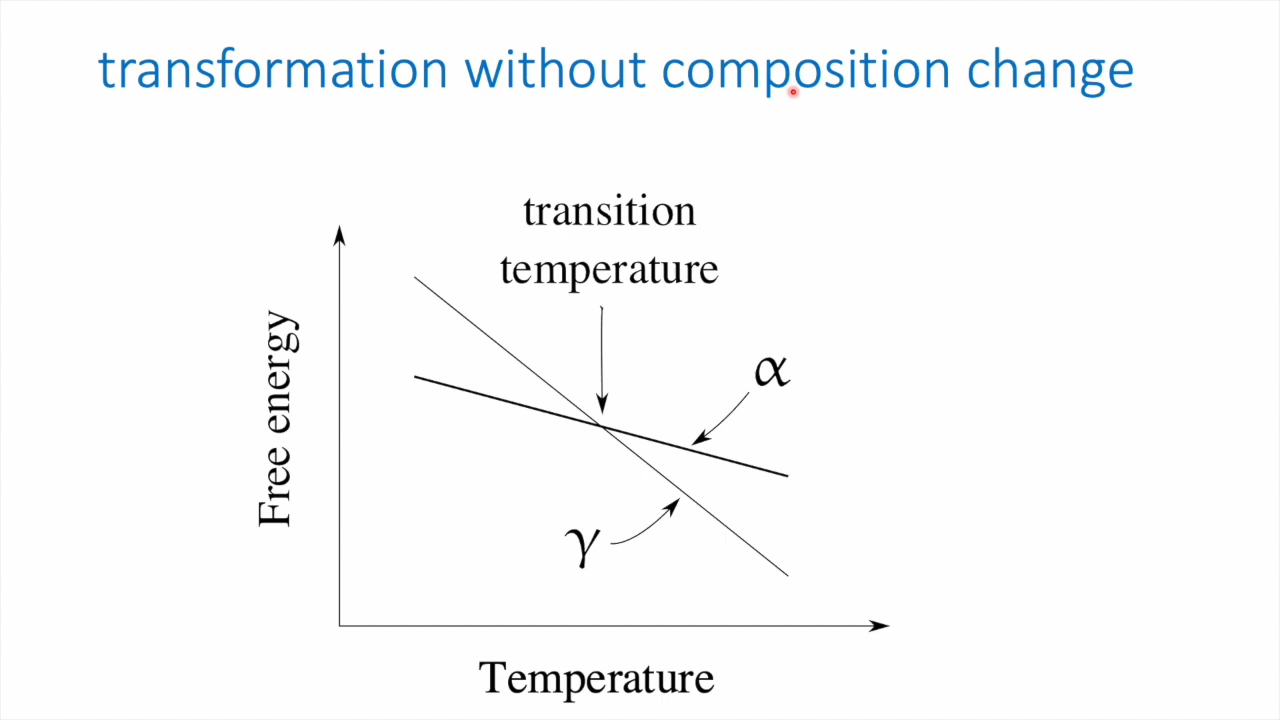 transformation without composition change
transition
temperature
α
Free energy
γ
Temperature